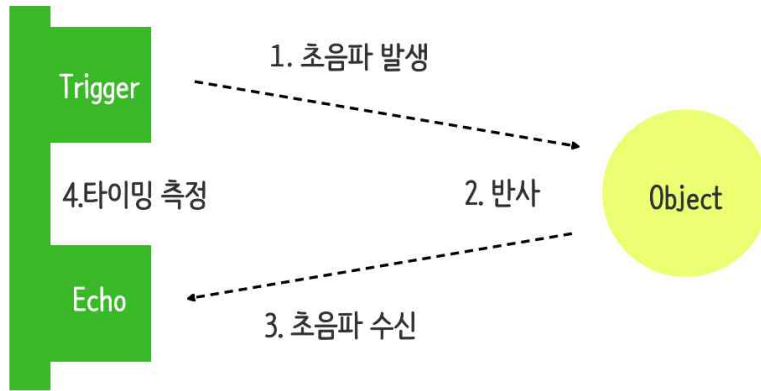 1. 초음파 발생
Trigger
4.타이밍 측정
2. 반사
Object
Echo
3. 초음파 수신